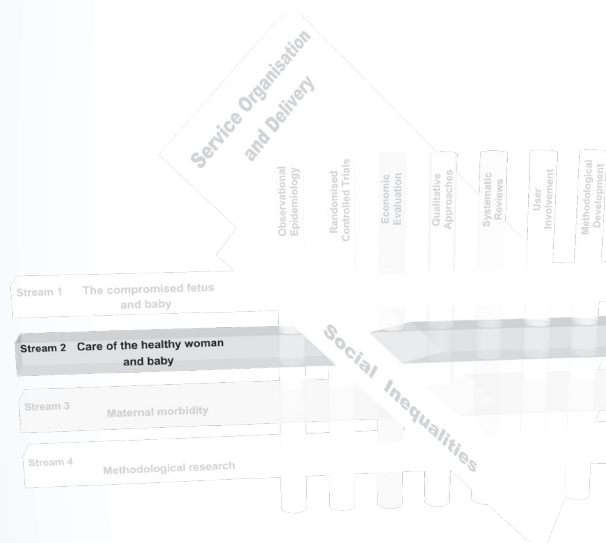 Service Organisation
and Delivery
Observational
Epidemiology
Randomised
Controlled Trials
Economic
Evaluation
Qualitative
Approaches
Systematic
Reviews
User
Involvement
Methodological
Development
Stream 1 The compromised fetus
and baby
Stream 2 Care of the healthy woman
and baby
Social Inequalities
Stream 3 Maternal morbidity
Stream 4 Methodological research